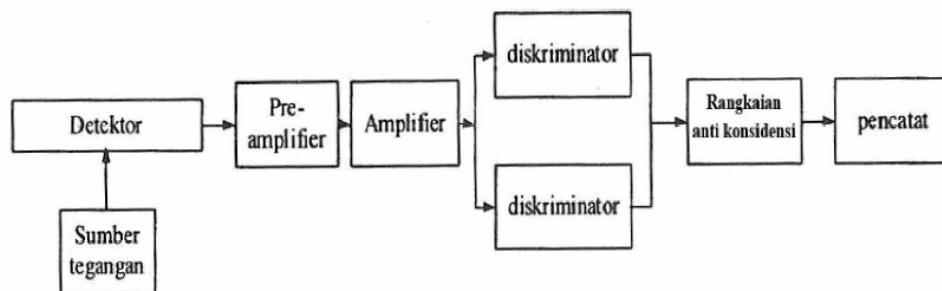 diskriminator
Detektor
Pre-
amplifier
Amplifier
Rangkaian
anti konsidensi
pencatat
diskriminator
Sumber
tegangan